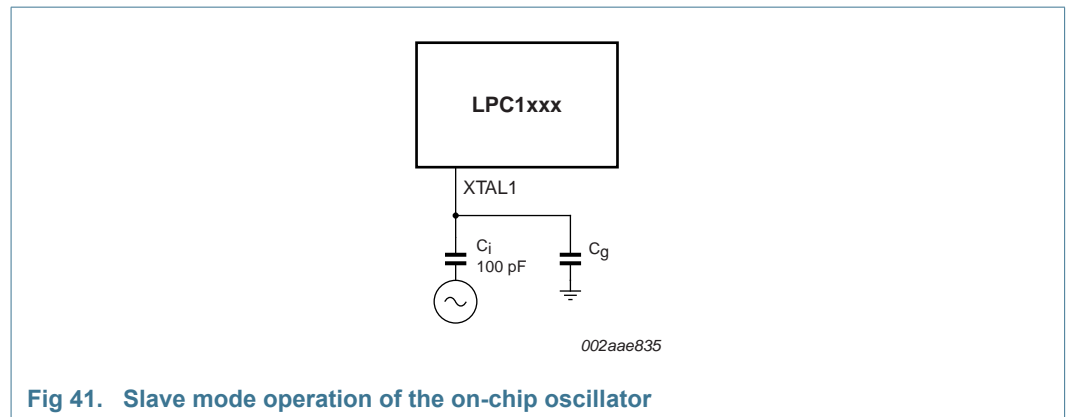 LPC1xxx
XTAL1
Ci
100 pF
Cg
002aae835
Fig 41. Slave mode operation of the on-chip oscillator